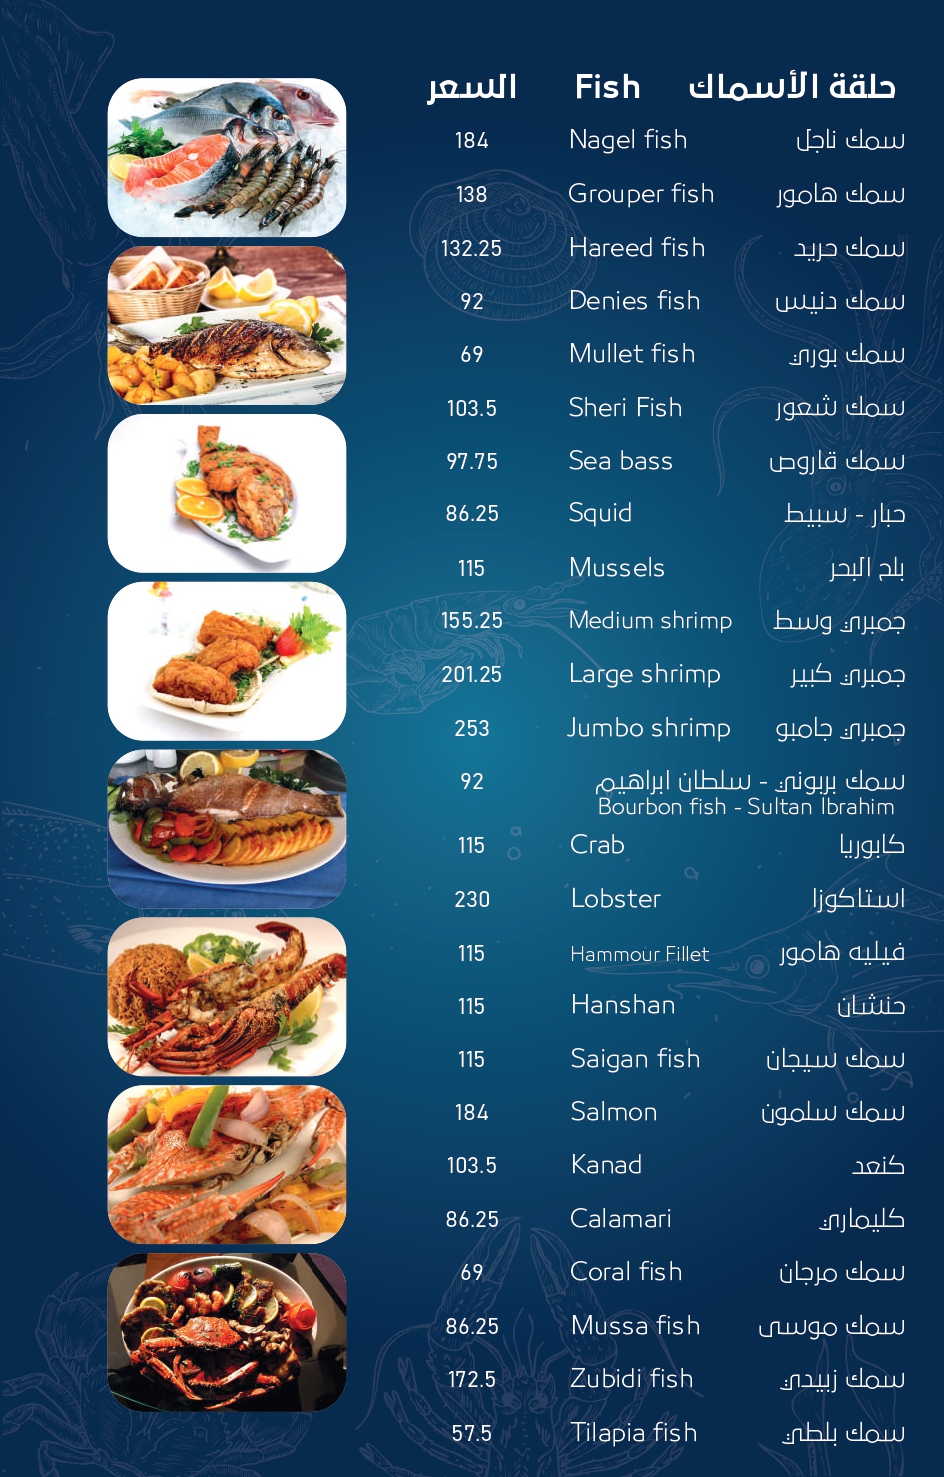 حلقة الأسماك Fish السعر
سمك ناجل Nagel fish 184
سمك هامور Grouper fish 138
سمك حريد Hareed fish 132.25
سمك دنيس Denies fish 92
سمك بوري Mullet fish 69
سمك شعور Sheri Fish 103.5
سمك قاروص Sea bass 97.75
حبار - سبيط Squid 86.25
بلح البحر Mussels 115
جمبري وسط Medium shrimp 155.25
جمبري كبير Large shrimp 201.25
جمبري جامبو Jumbo shrimp 253
سمك بربوني - سلطان ابراهيم 92
Bourbon fish - Sultan Ibrahim
كابوريا Crab 115
استاكوزا Lobster 230
فيليه هامور Hammour Fillet 115
حنشان Hanshan 115
سمك سيجان Saigan fish 115
سمك سلمون Salmon 184
كنعد Kanad 103.5
كليماري Calamari 86.25
سمك مرجان Coral fish 69
سمك موسى Mussa fish 86.25
سمك زبيدي Zubidi fish 172.5
سمك بلطي Tilapia fish 57.5